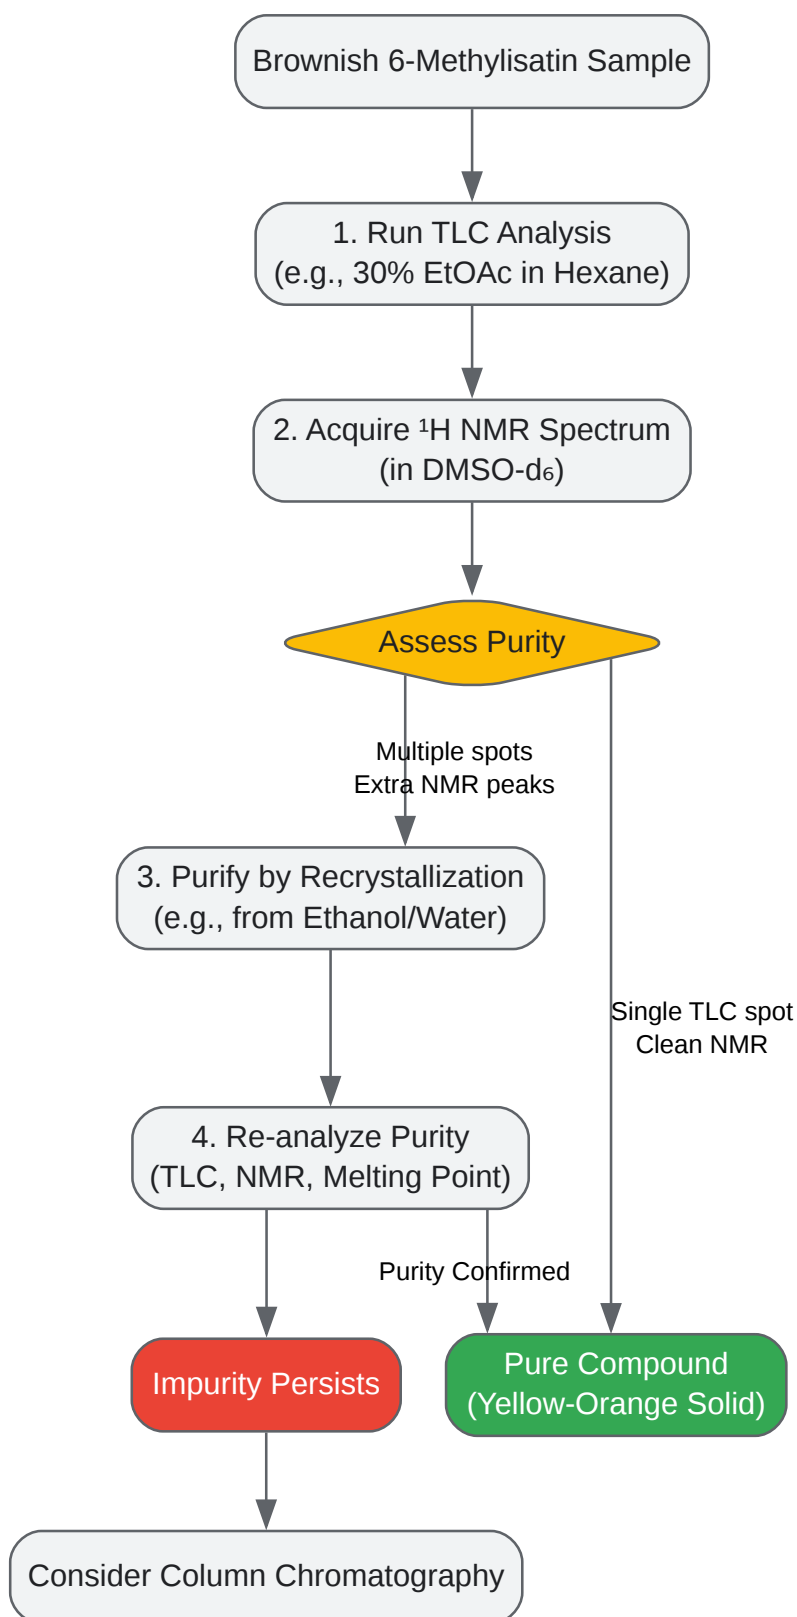 Brownish 6-Methylisatin Sample
1. Run TLC Analysis
(e.g., 30% EtOAc in Hexane)
2. Acquire ¹H NMR Spectrum
(in DMSO-d₆)
Assess Purity
Multiple spots
Extra NMR peaks
3. Purify by Recrystallization
(e.g., from Ethanol/Water)
Single TLC spot
Clean NMR
4. Re-analyze Purity
(TLC, NMR, Melting Point)
Purity Confirmed
Impurity Persists
Pure Compound
(Yellow-Orange Solid)
Consider Column Chromatography